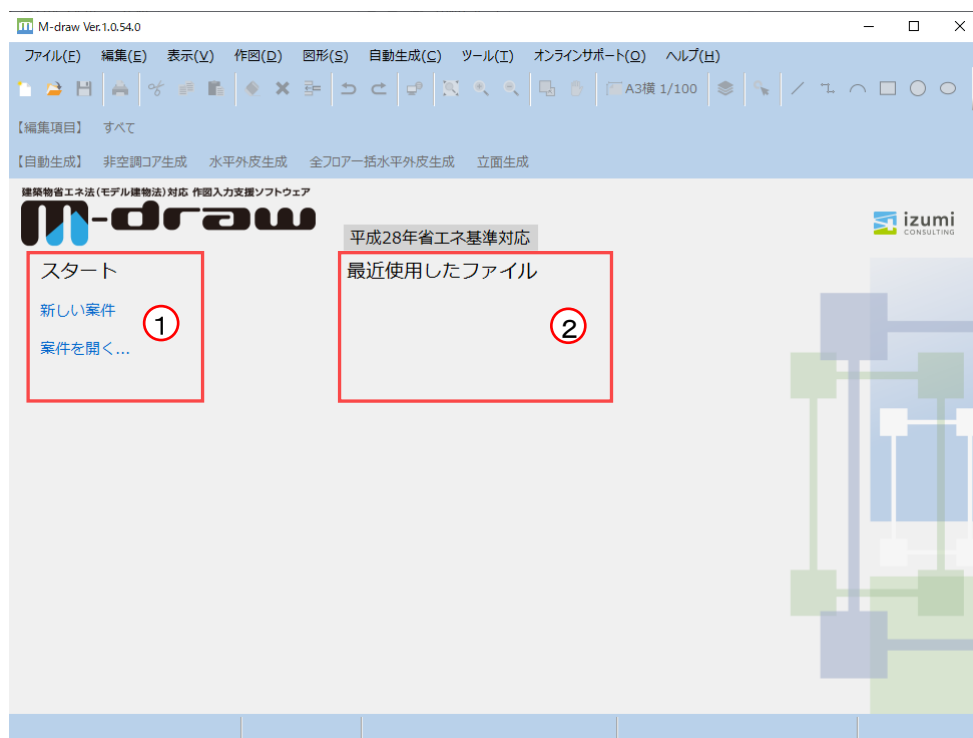 M-draw Ver.1.0.54.0
ファイル(F) 編集(E) 表示(V) 作図(D) 図形(S) 自動生成(C) ツール(T) オンラインサポート(O) ヘルプ(H)
A3横 1/100
【編集項目】 すべて
【自動生成】 非空調コア生成 水平外皮生成 全フロアー括水平外皮生成 立面生成
建築物省エネ法(モデル建物法)対応 作図入力支援ソフトウェア
m-draw
平成28年省エネ基準対応
izumi
CONSULTING
スタート
新しい案件
案件を開く...
①
最近使用したファイル
②